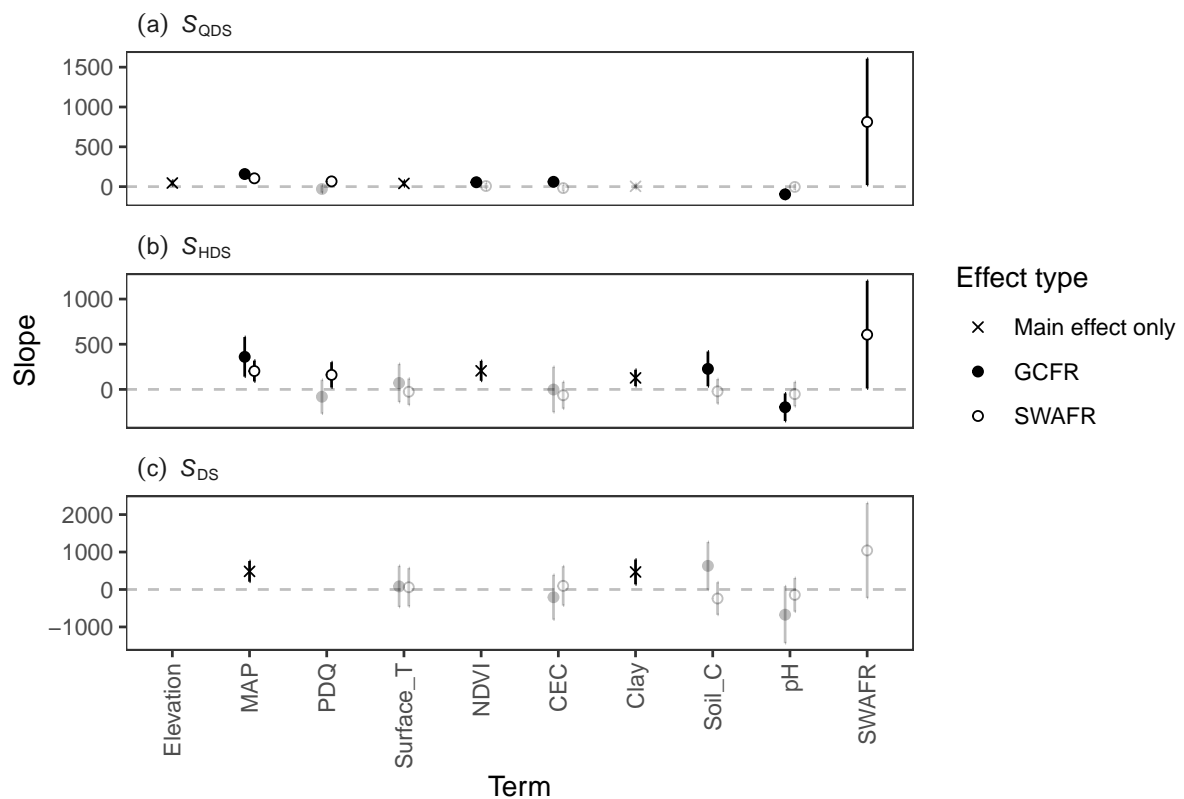 (a) SQDS
1500
1000
500
0
(b) SHDS
1000
500
0
(c) SDS
2000
1000
0
−1000
Slope
Elevation
MAP
PDQ
Surface_T
NDVI
CEC
Clay
Soil_C
pH
SWAFR
Term
Effect type
Main effect only
GCFR
SWAFR